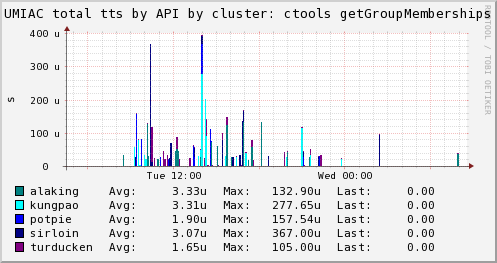 UMIAC total tts by API by cluster: ctools getGroupMemberships
RRDTOOL / TOBI OETIKER
400 u
300 u
200 u
100 u
0
s
Tue 12:00 Wed 00:00
alaking Avg: 3.33u Max: 132.90u Last: 0.00
kungpao Avg: 3.31u Max: 277.65u Last: 0.00
potpie Avg: 1.90u Max: 157.54u Last: 0.00
sirloin Avg: 3.07u Max: 367.00u Last: 0.00
turducken Avg: 1.65u Max: 105.00u Last: 0.00